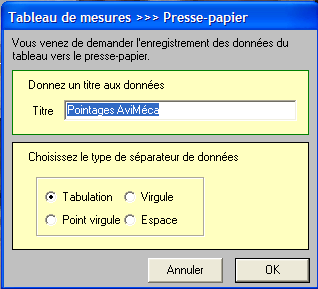 Tableau de mesures >>> Presse-papier
Vous venez de demander l'enregistrement des données du
tableau vers le presse-papier.
Donnez un titre aux données
Titre Pointages AviMéca
Choisissez le type de séparateur de données
Tabulation Virgule
Point virgule Espace
Annuler OK